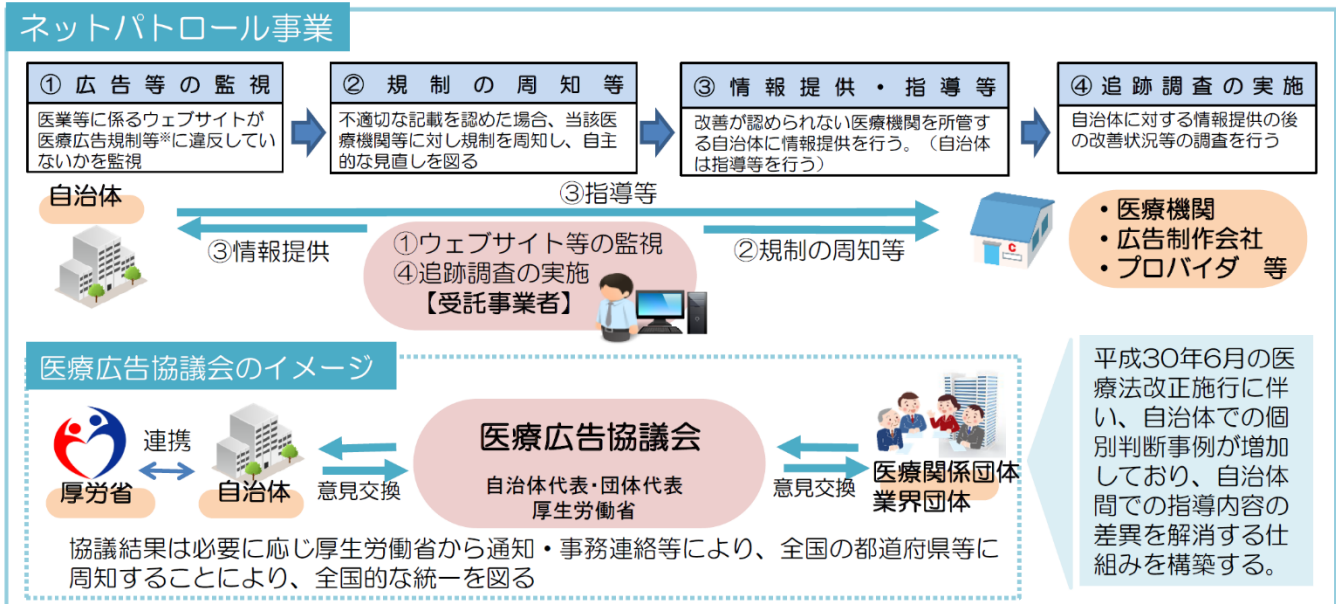 ネットパトロール事業
①広告等の監視
医業等に係るウェブサイトが
医療広告規制等※に違反してい
ないかを監視
②規制の周知等
不適切な記載を認めた場合、当該医
療機関等に対し規制を周知し、自主
的な見直しを図る
③情報提供・指導等
改善が認められない医療機関を所管す
る自治体に情報提供を行う。（自治体
は指導等を行う）
④追跡調査の実施
自治体に対する情報提供の後
の改善状況等の調査を行う
自治体
③指導等
③情報提供
①ウェブサイト等の監視
④追跡調査の実施
【受託事業者】
②規制の周知等
・医療機関
・広告制作会社
・プロバイダ　等
医療広告協議会のイメージ
厚労省
連携
自治体
意見交換
医療広告協議会
自治体代表・団体代表
厚生労働省
意見交換
医療関係団体
業界団体
協議結果は必要に応じ厚生労働省から通知・事務連絡等により、全国の都道府県等に
周知することにより、全国的な統一を図る
平成30年6月の医
療法改正施行に伴
い、自治体での個
別判断事例が増加
しており、自治体
間での指導内容の
差異を解消する仕
組みを構築する。